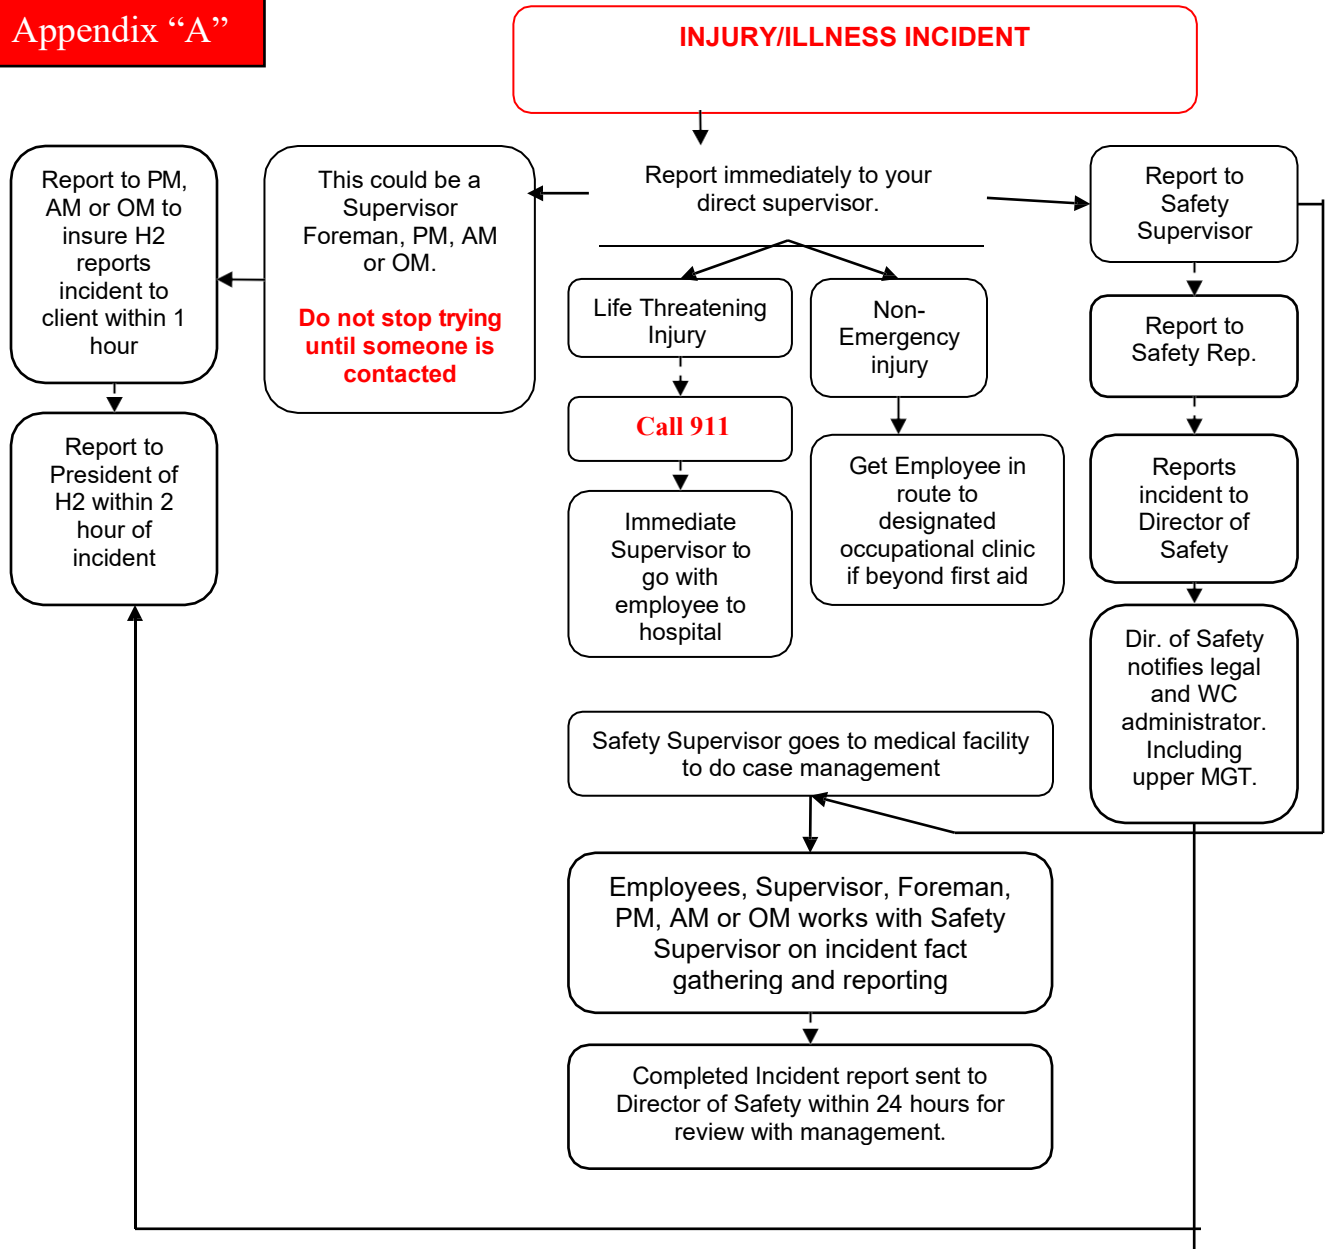 Appendix “A”
INJURY/ILLNESS INCIDENT
Report immediately to your
direct supervisor.
This could be a
Supervisor
Foreman, PM, AM
or OM.
Do not stop trying
until someone is
contacted
Report to PM,
AM or OM to
insure H2
reports
incident to
client within 1
hour
Report to
President of
H2 within 2
hour of
incident
Life Threatening
Injury
Call 911
Immediate
Supervisor to
go with
employee to
hospital
Non-
Emergency
injury
Get Employee in
route to
designated
occupational clinic
if beyond first aid
Report to
Safety
Supervisor
Report to
Safety Rep.
Reports
incident to
Director of
Safety
Dir. of Safety
notifies legal
and WC
administrator.
Including
upper MGT.
Safety Supervisor goes to medical facility
to do case management
Employees, Supervisor, Foreman,
PM, AM or OM works with Safety
Supervisor on incident fact
gathering and reporting
Completed Incident report sent to
Director of Safety within 24 hours for
review with management.